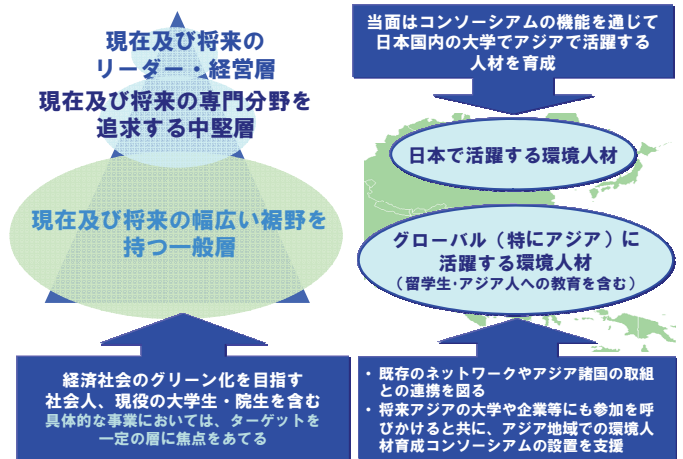 現在及び将来の
リーダー・経営層
現在及び将来の専門分野を
追求する中堅層
現在及び将来の幅広い裾野を
持つ一般層
経済社会のグリーン化を目指す
社会人、現役の大学生・院生を含む
具体的な事業においては、ターゲットを
一定の層に焦点をあてる
当面はコンソーシアムの機能を通じて
日本国内の大学でアジアで活躍する
人材を育成
日本で活躍する環境人材
グローバル（特にアジア）に
活躍する環境人材
（留学生･アジア人への教育を含む）
・ 既存のネットワークやアジア諸国の取組
との連携を図る
・ 将来アジアの大学や企業等にも参加を呼
びかけると共に、アジア地域での環境人
材育成コンソーシアムの設置を支援